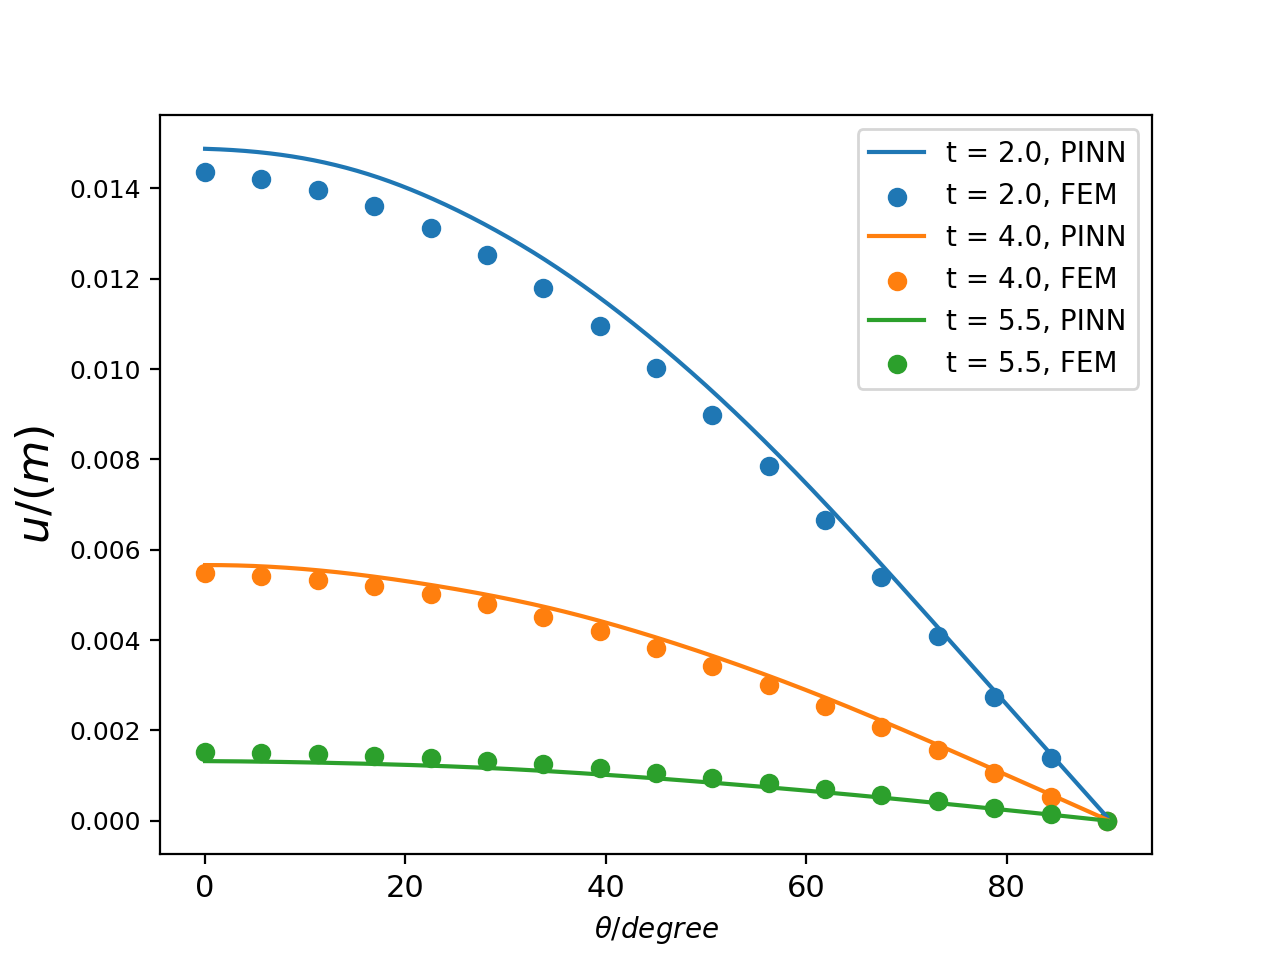 t = 2.0, PINN
t = 2.0, FEM
t = 4.0, PINN
t = 4.0, FEM
t = 5.5, PINN
t = 5.5, FEM
0.014
0.012
0.010
0.008
0.006
0.004
0.002
0.000
u/(m)
0 20 40 60 80
θ/degree